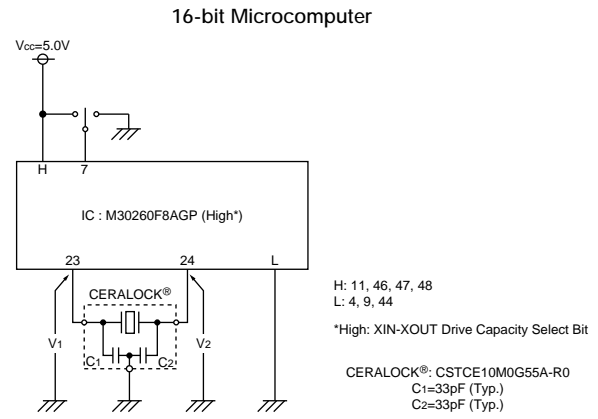 16-bit Microcomputer
Vcc=5.0V
H 7
IC : M30260F8AGP (High*)
23 24 L
CERALOCK®
V1 V2
C1 C2
H: 11, 46, 47, 48
L: 4, 9, 44
*High: XIN-XOUT Drive Capacity Select Bit
CERALOCK®: CSTCE10M0G55A-R0
C1=33pF (Typ.)
C2=33pF (Typ.)